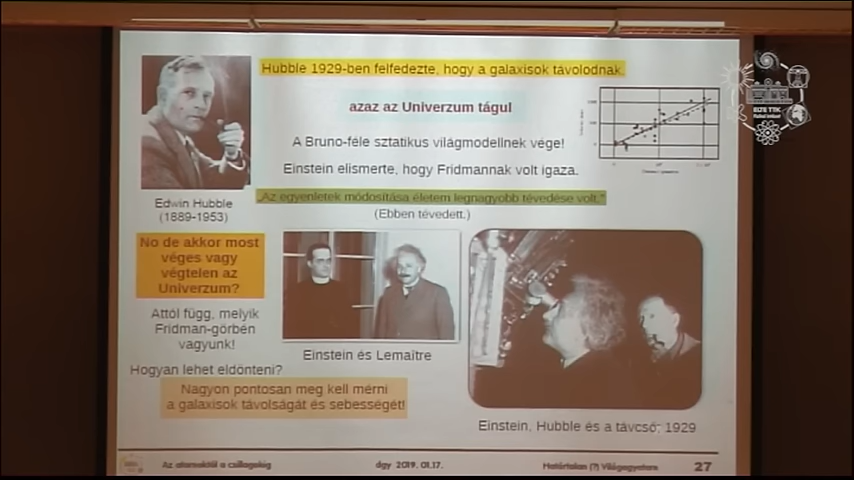 Hubble 1929-ben felfedezte, hogy a galaxisok távolodnak.
azaz az Univerzum tágul
A Bruno-féle sztatikus világmodellnek vége!
Einstein elismerte, hogy Fridmannak volt igaza.
„Az egyenletek módosítása életem legnagyobb tévedése volt."
(Ebben tévedett.)
Edwin Hubble
(1889-1953)
No de akkor most
véges vagy
végtelen az
Univerzum?
Attól függ, melyik
Fridman-görbén
vagyunk!
Hogyan lehet eldönteni?
Nagyon pontosan meg kell mérni
a galaxisok távolságát és sebességét!
Einstein és Lemaître
Einstein, Hubble és a távcső; 1929
ELTE TTK
Az atomoktól a csillagokig
dgy 2019. 01.17.
Határtalan (?) Világegyetem
27